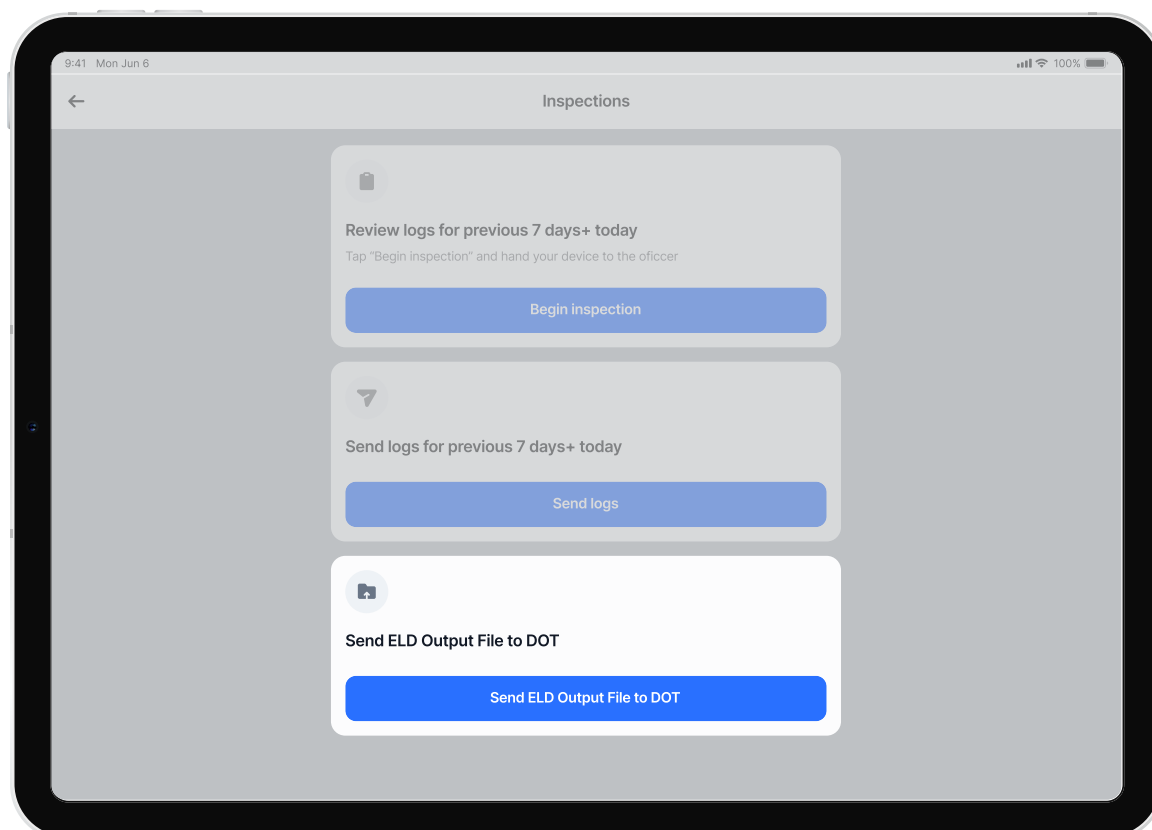 9:41 Mon Jun 6
100%
Inspections
Review logs for previous 7 days+ today
Tap "Begin inspection" and hand your device to the oficcer
Begin inspection
Send logs for previous 7 days+ today
Send logs
Send ELD Output File to DOT
Send ELD Output File to DOT